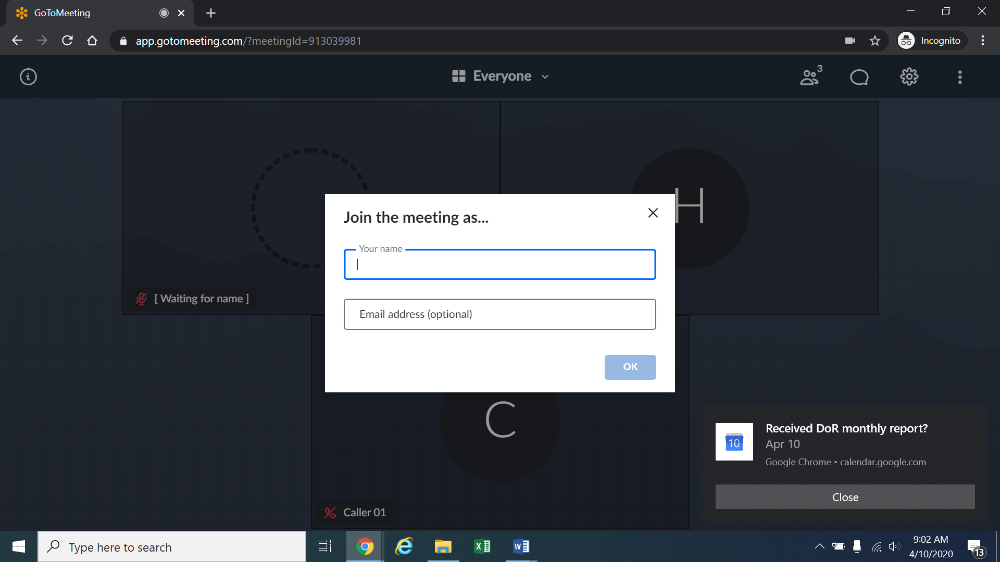 GoToMeeting
app.gotomeeting.com/?meetingId=913039981
Incognito
Everyone
3
H
Join the meeting as...
Your name
[ Waiting for name ]
Email address (optional)
OK
C
10
Received DoR monthly report?
Apr 10
Google Chrome • calendar.google.com
Close
Caller 01
Type here to search
9:02 AM
4/10/2020
13